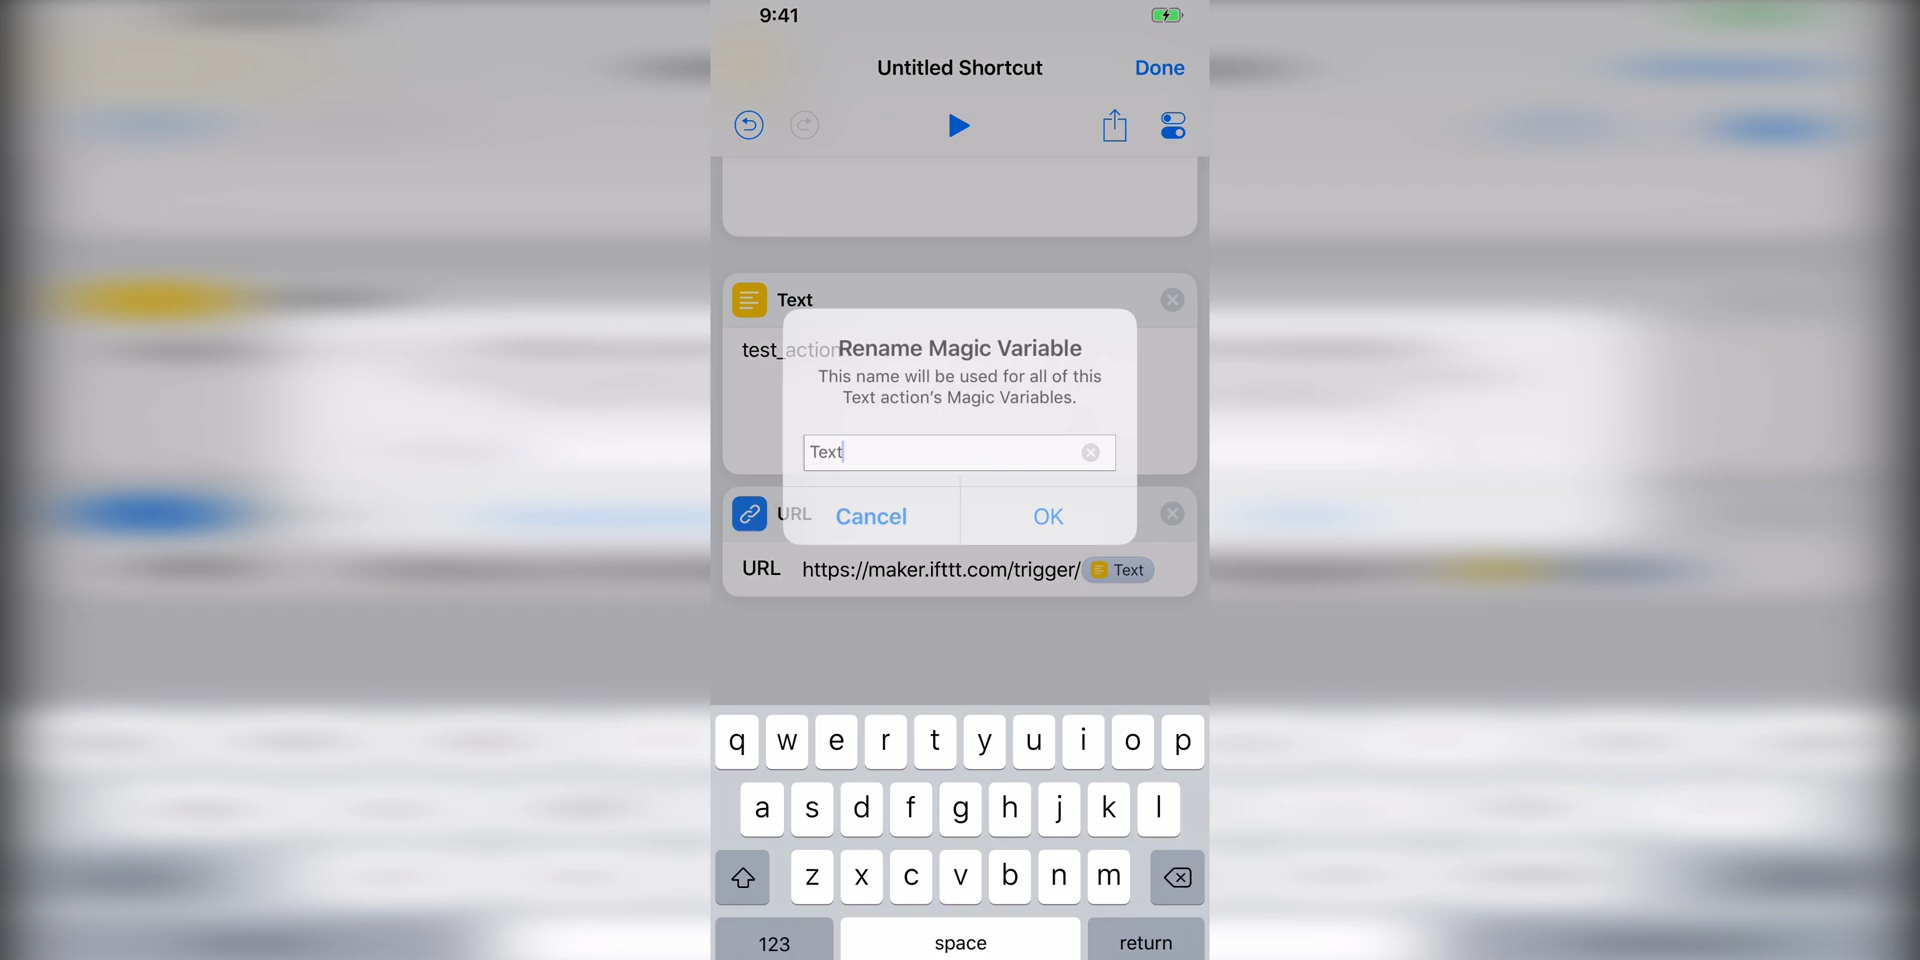 9:41
Untitled Shortcut
Done
Text
test_action
Rename Magic Variable
This name will be used for all of this
Text action's Magic Variables.
Text
Cancel
OK
URL
URL https://maker.ifttt.com/trigger/ Text
q w e r t y u i o p
a s d f g h j k l
z x c v b n m
123 space return